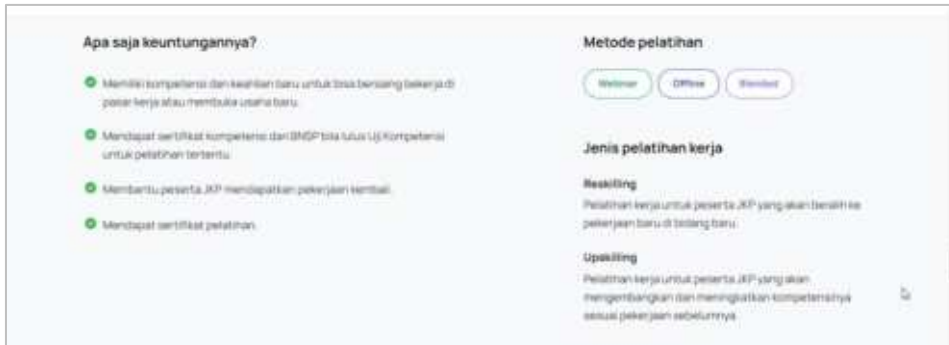 Apa saja keuntungannya?
Memiliki kompetensi dan keahlian baru untuk bisa bersaing bekerja di
pasar kerja atau membuka usaha baru.
Mendapat sertifikat kompetensi dari BNSP bila lulus Uji Kompetensi
untuk pelatihan tertentu.
Membantu peserta JKP mendapatkan pekerjaan kembali.
Mendapat sertifikat pelatihan.
Metode pelatihan
Webinar Offline Blended
Jenis pelatihan kerja
Reskilling
Pelatihan kerja untuk peserta JKP yang akan beralih ke
pekerjaan baru di bidang baru.
Upskilling
Pelatihan kerja untuk peserta JKP yang akan
mengembangkan dan meningkatkan kompetensinya
sesuai pekerjaan sebelumnya.